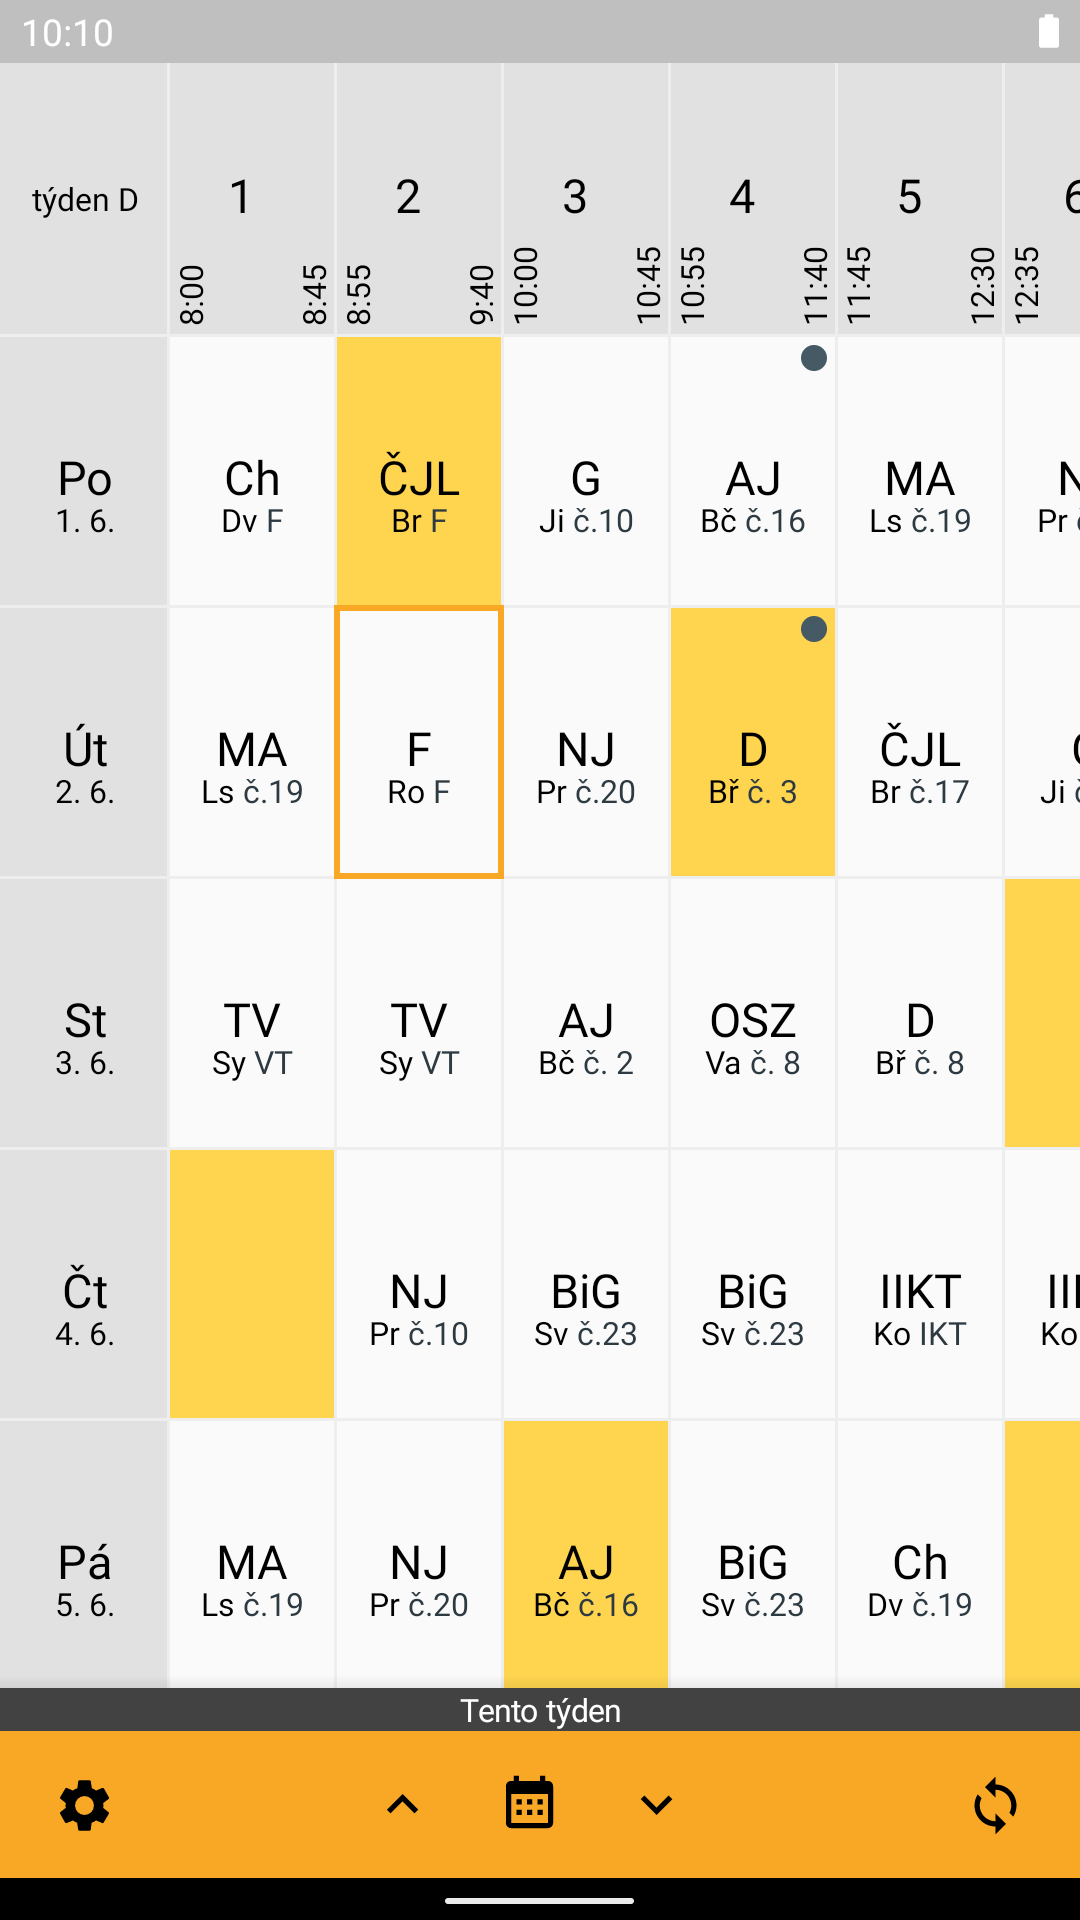 10:10
týden D
1
2
3
4
5
6
8:00
8:45
8:55
9:40
10:00
10:45
10:55
11:40
11:45
12:30
12:35
Po
1. 6.
Ch
Dv F
ČJL
Br F
G
Ji č.10
AJ
Bč č.16
MA
Ls č.19
Pr
Út
2. 6.
MA
Ls č.19
F
Ro F
NJ
Pr č.20
D
Bř č. 3
ČJL
Br č.17
Ji
St
3. 6.
TV
Sy VT
TV
Sy VT
AJ
Bč č. 2
OSZ
Va č. 8
D
Bř č. 8
Čt
4. 6.
NJ
Pr č.10
BiG
Sv č.23
BiG
Sv č.23
IIKT
Ko IKT
Ko
Pá
5. 6.
MA
Ls č.19
NJ
Pr č.20
AJ
Bč č.16
BiG
Sv č.23
Ch
Dv č.19
Tento týden